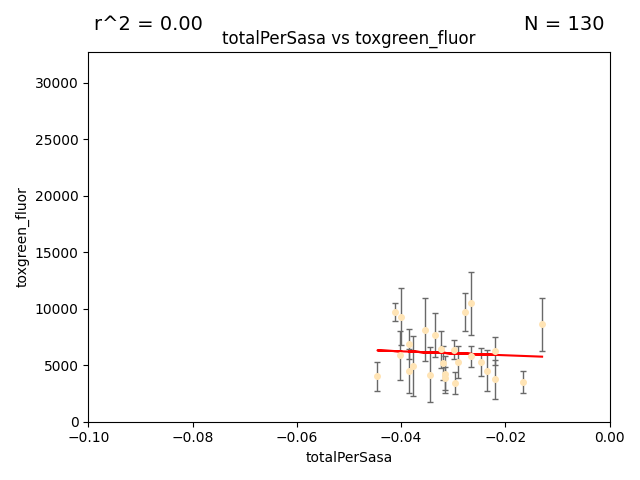 r^2 = 0.00
N = 130
totalPerSasa vs toxgreen_fluor
30000
25000
20000
15000
10000
5000
0
toxgreen_fluor
−0.10
−0.08
−0.06
−0.04
−0.02
0.00
totalPerSasa